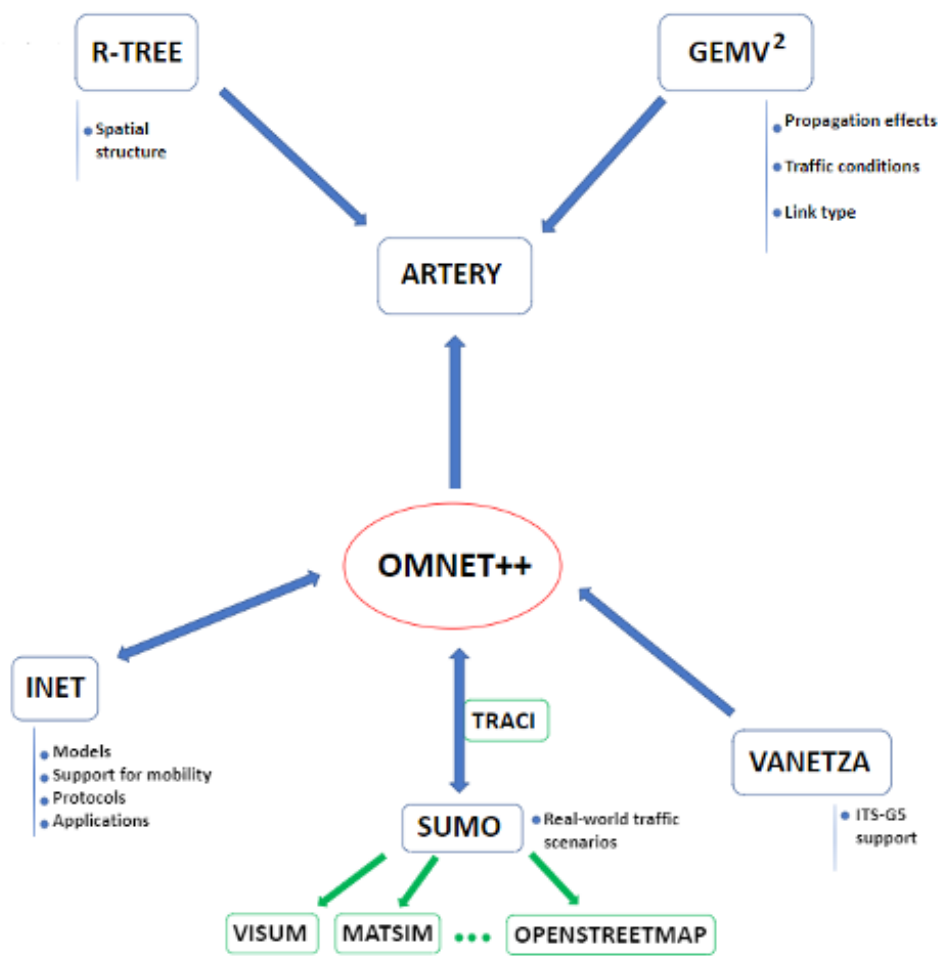 R-TREE
GEMV²
• Spatial
structure
• Propagation effects
• Traffic conditions
• Link type
ARTERY
OMNET++
INET
• Models
• Support for mobility
• Protocols
• Applications
TRACI
VANETZA
• ITS-G5
support
SUMO
• Real-world traffic
scenarios
VISUM
MATSIM
•••
OPENSTREETMAP